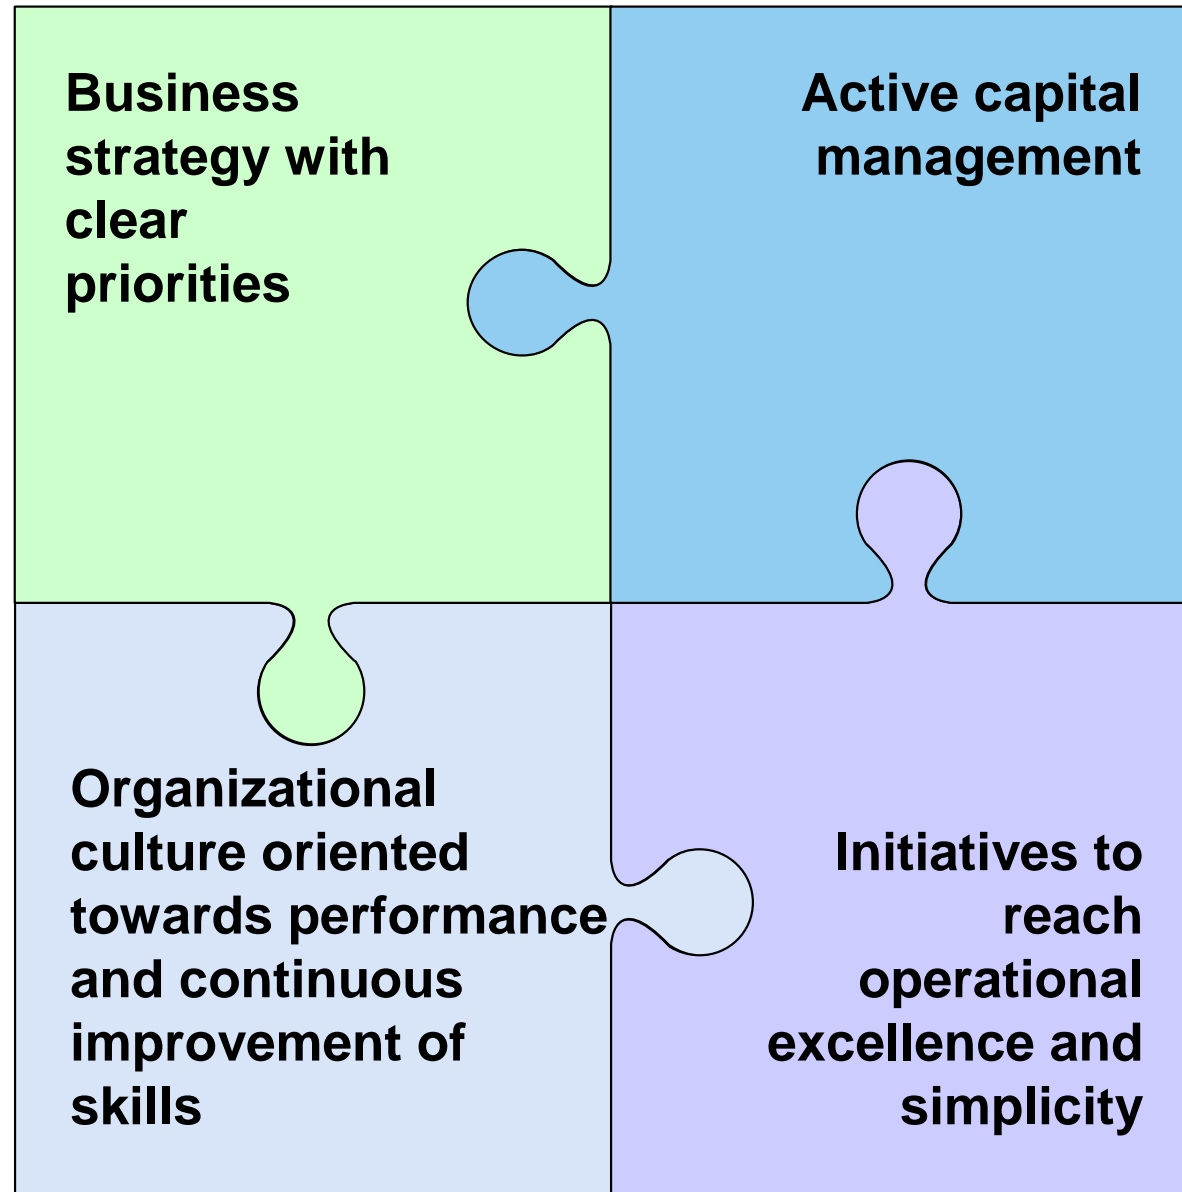 Business
strategy with
clear
priorities
Active capital
management
Organizational
culture oriented
towards performance
and continuous
improvement of
skills
Initiatives to
reach
operational
excellence and
simplicity